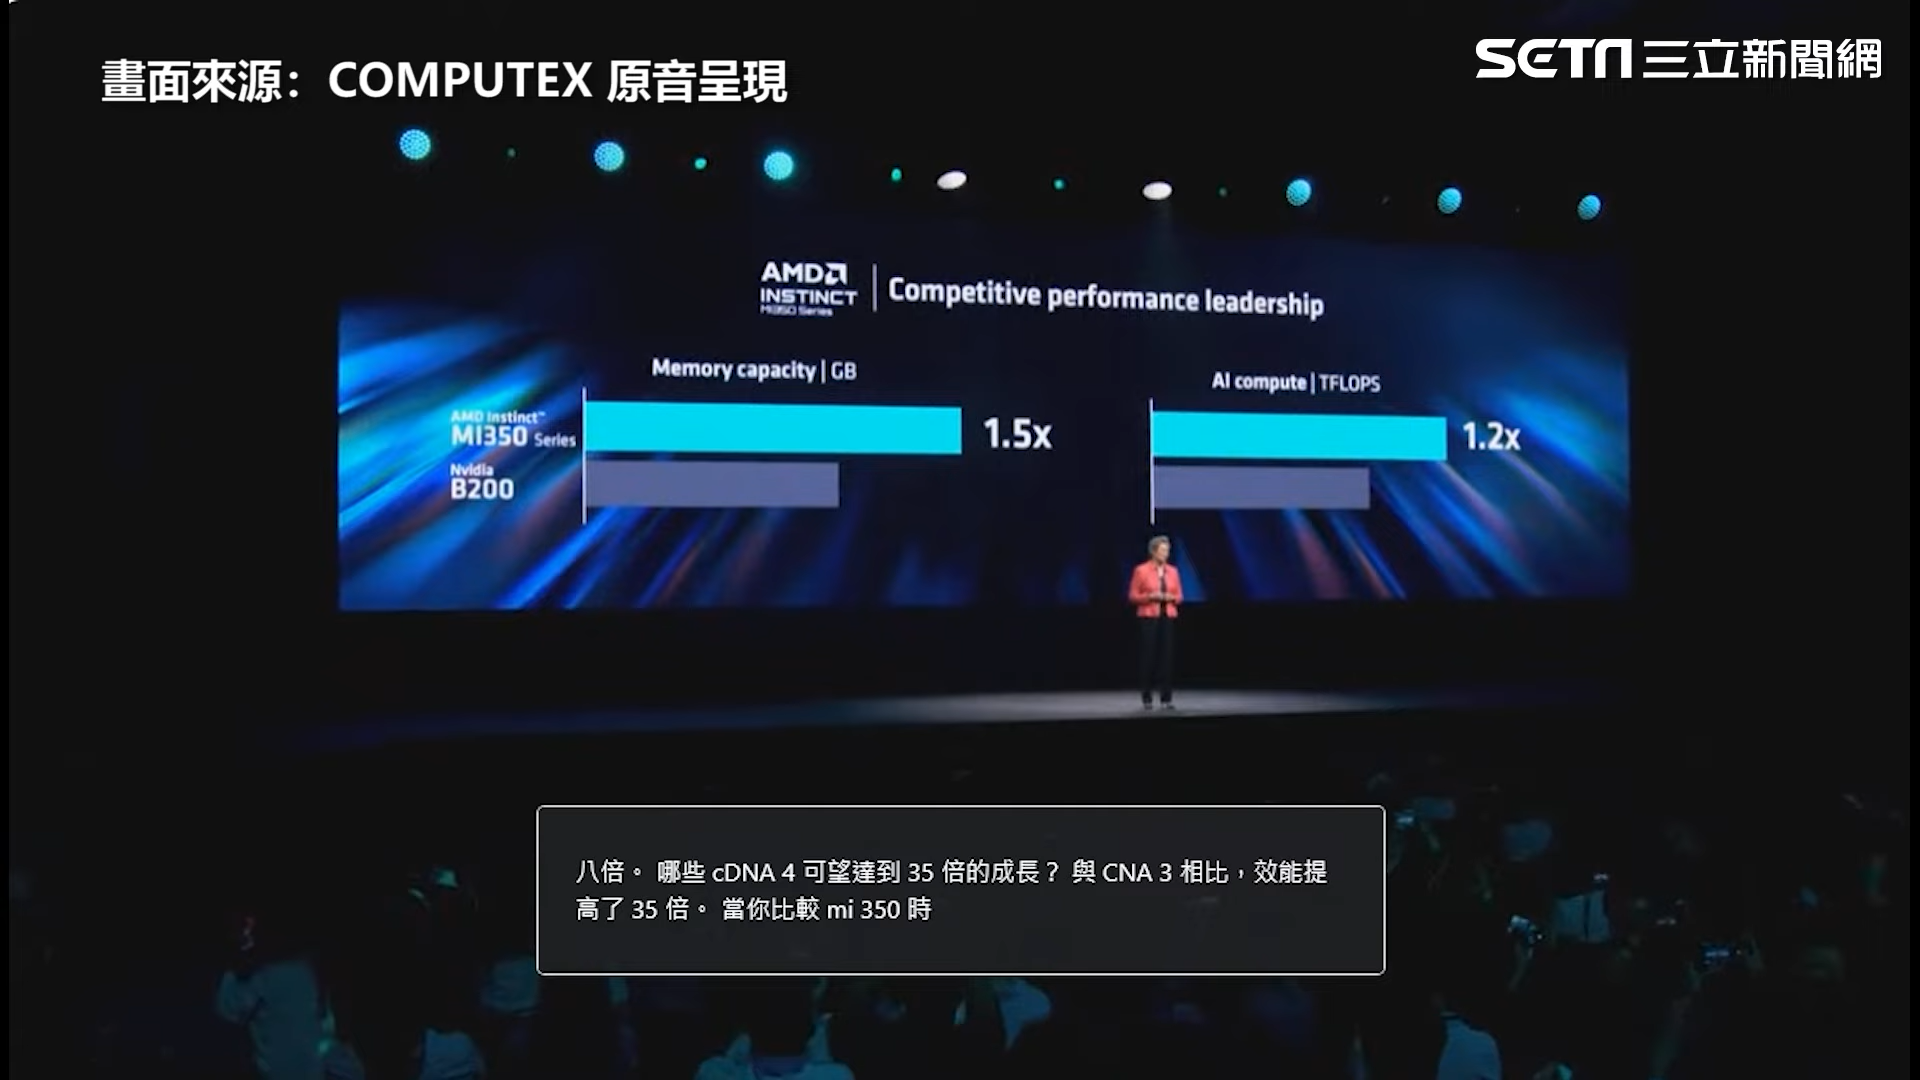 畫面來源：COMPUTEX 原音呈現
SETN三立新聞網
AMD
INSTINCT
MI350 Series
Competitive performance leadership
Memory capacity | GB
AI compute | TFLOPS
AMD Instinct™
MI350 Series
1.5x
1.2x
Nvidia
B200
八倍。 哪些 cDNA 4 可望達到 35 倍的成長？ 與 CNA 3 相比，效能提
高了 35 倍。 當你比較 mi 350 時